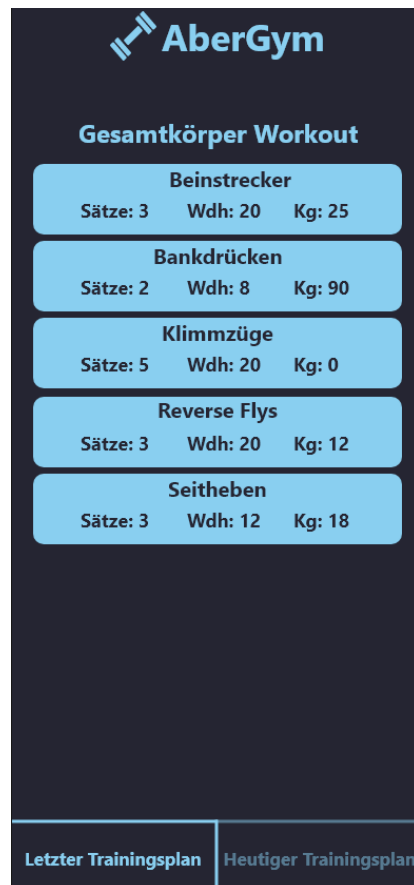 AberGym
Gesamtkörper Workout
Beinstrecker
Sätze: 3 Wdh: 20 Kg: 25
Bankdrücken
Sätze: 2 Wdh: 8 Kg: 90
Klimmzüge
Sätze: 5 Wdh: 20 Kg: 0
Reverse Flys
Sätze: 3 Wdh: 20 Kg: 12
Seitheben
Sätze: 3 Wdh: 12 Kg: 18
Letzter Trainingsplan Heutiger Trainingsplan